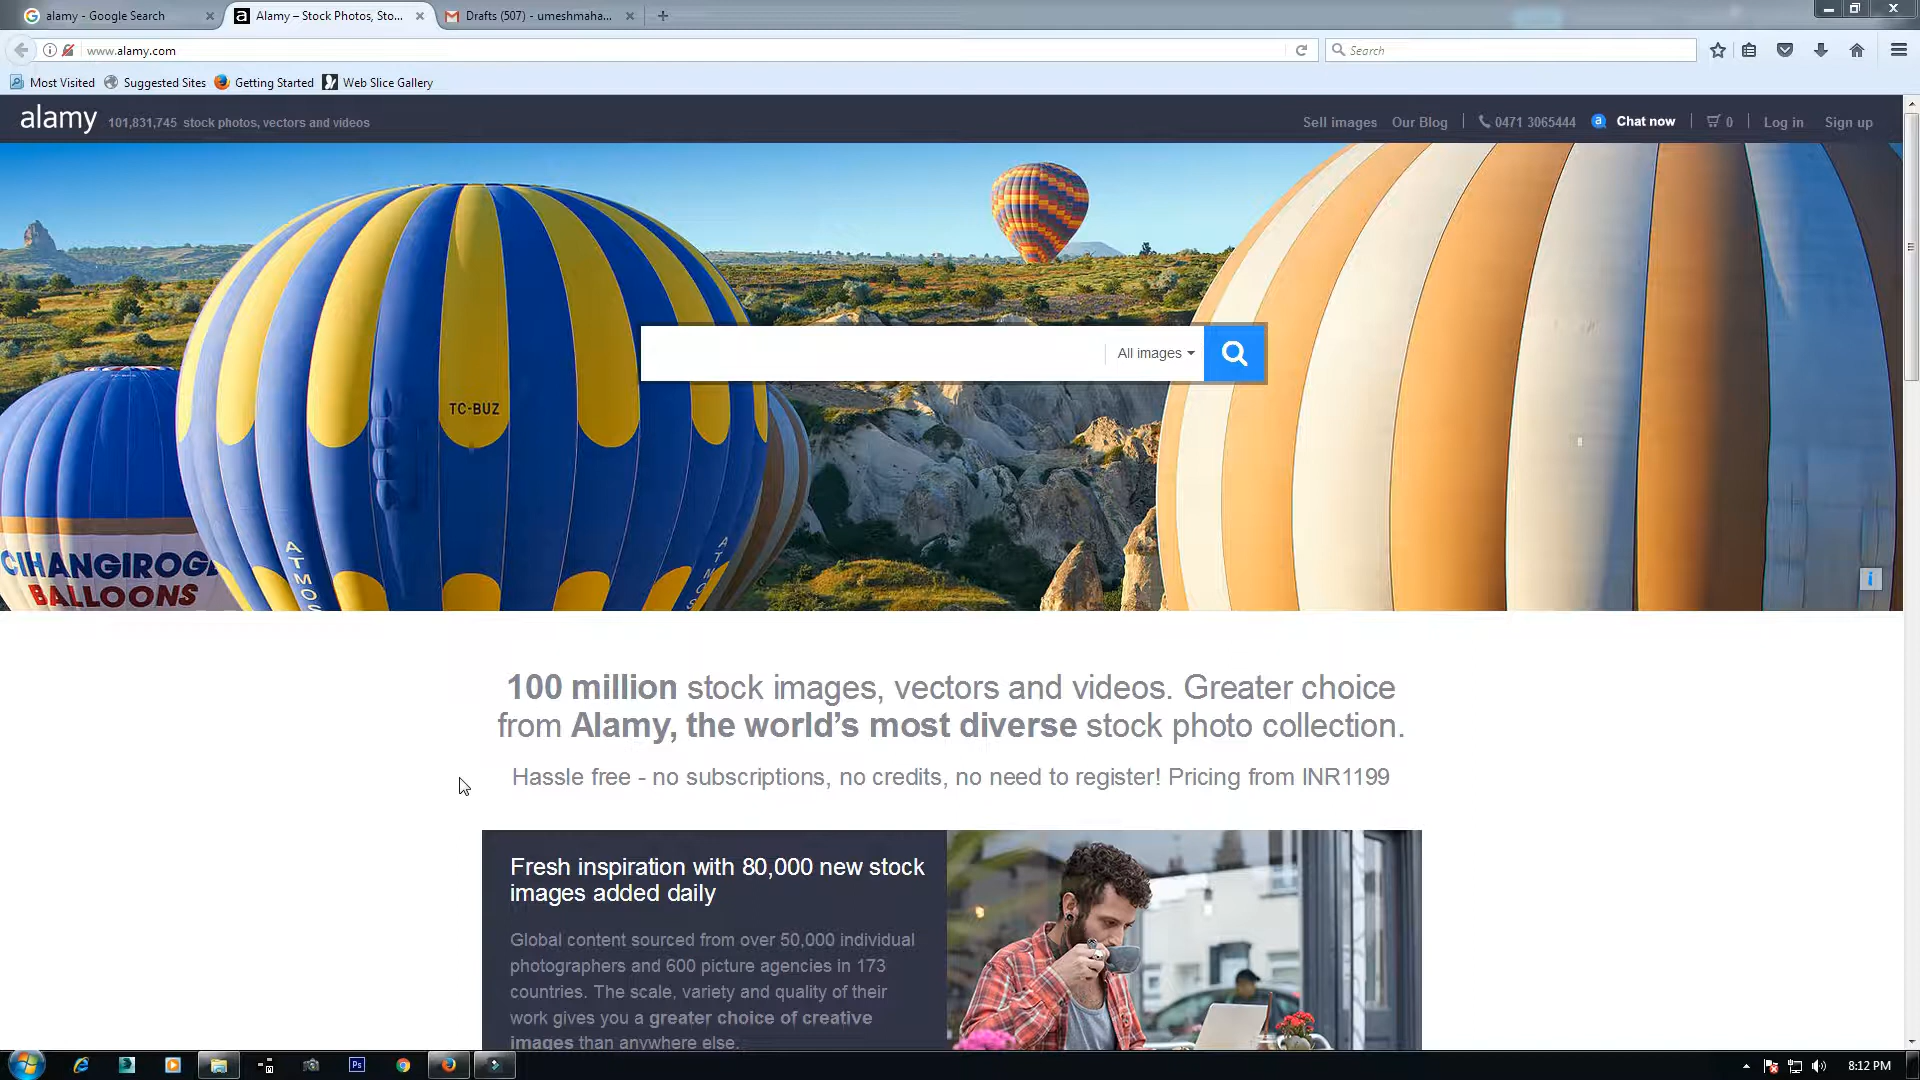 alamy - Google Search
Alamy – Stock Photos, Sto...
Drafts (507) - umeshmaha...
www.alamy.com
Search
Most Visited
Suggested Sites
Getting Started
Web Slice Gallery
alamy
101,831,745 stock photos, vectors and videos
Sell images
Our Blog
0471 3065444
Chat now
0
Log in
Sign up
All images
TC-BUZ
ATMOS
ATMOS
CIHANGIROG
BALLOONS
100 million stock images, vectors and videos. Greater choice
from Alamy, the world’s most diverse stock photo collection.
Hassle free - no subscriptions, no credits, no need to register! Pricing from INR1199
Fresh inspiration with 80,000 new stock
images added daily
Global content sourced from over 50,000 individual
photographers and 600 picture agencies in 173
countries. The scale, variety and quality of their
work gives you a greater choice of creative
images than anywhere else.
Ps
8:12 PM